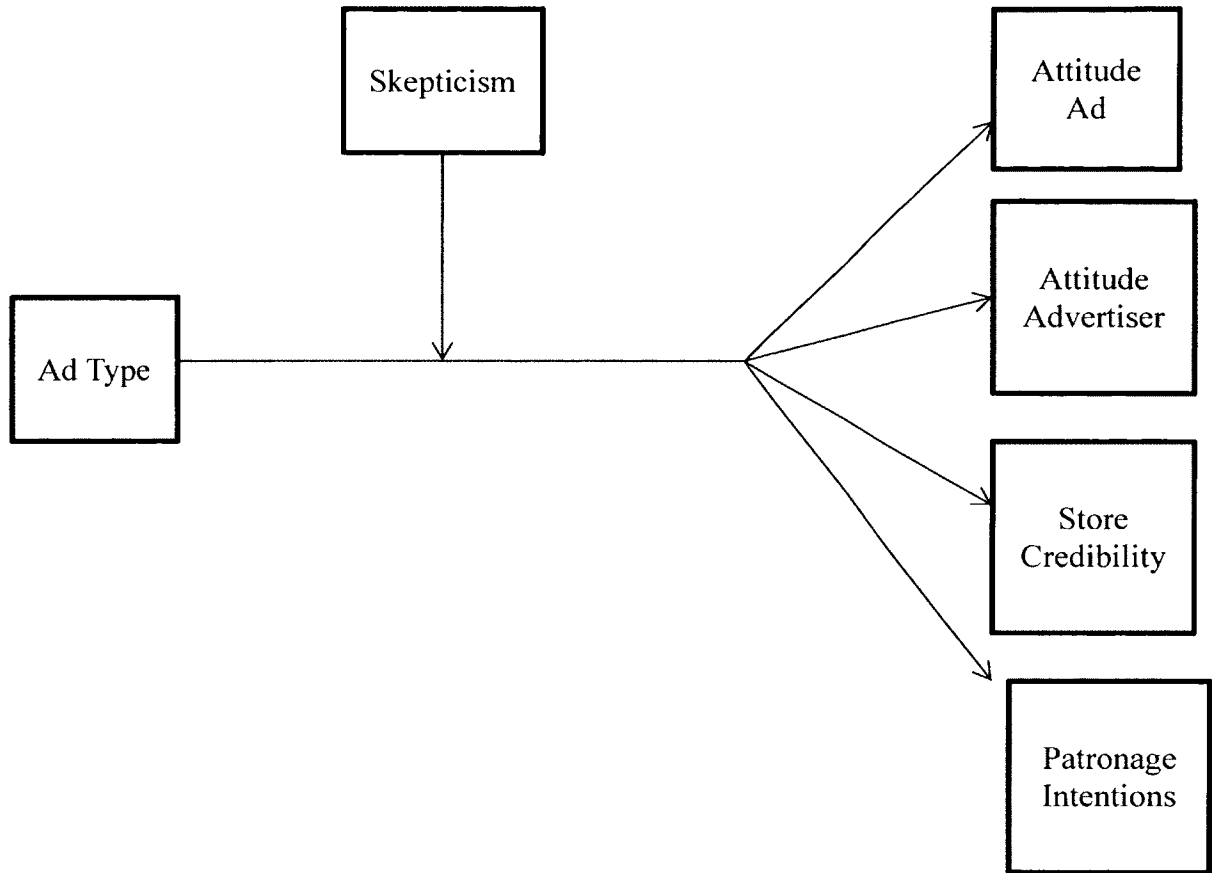 Skepticism
Attitude
Ad
Attitude
Advertiser
Ad Type
Store
Credibility
Patronage
Intentions